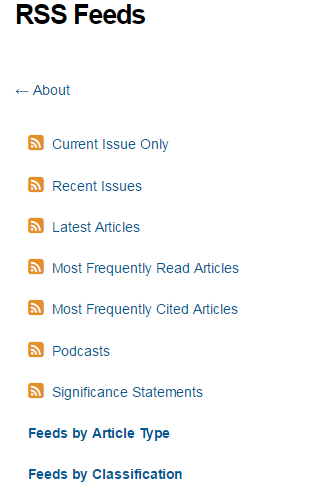 RSS Feeds
← About
Current Issue Only
Recent Issues
Latest Articles
Most Frequently Read Articles
Most Frequently Cited Articles
Podcasts
Significance Statements
Feeds by Article Type
Feeds by Classification